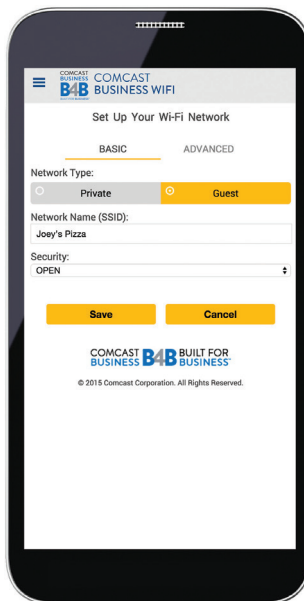 COMCAST
BUSINESS
B4B
COMCAST
BUSINESS WIFI
Set Up Your Wi-Fi Network
BASIC ADVANCED
Network Type:
Private Guest
Network Name (SSID):
Joey's Pizza
Security:
OPEN
Save Cancel
COMCAST
BUSINESS
B4B
BUILT FOR
BUSINESS™
© 2015 Comcast Corporation. All Rights Reserved.